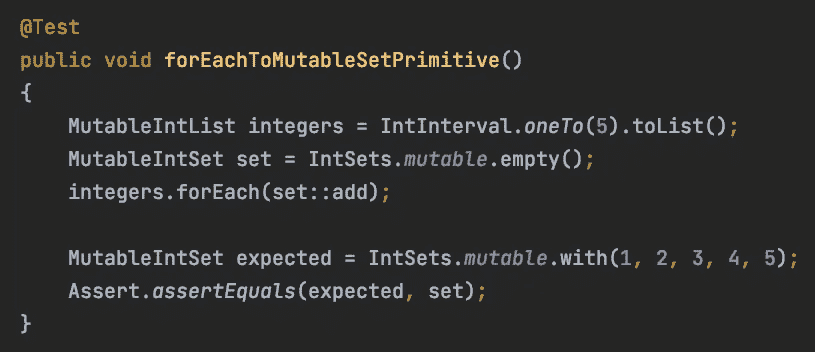 @Test
public void forEachToMutableSetPrimitive()
{
    MutableIntList integers = IntInterval.oneTo(5).toList();
    MutableIntSet set = IntSets.mutable.empty();
    integers.forEach(set::add);

    MutableIntSet expected = IntSets.mutable.with(1, 2, 3, 4, 5);
    Assert.assertEquals(expected, set);
}